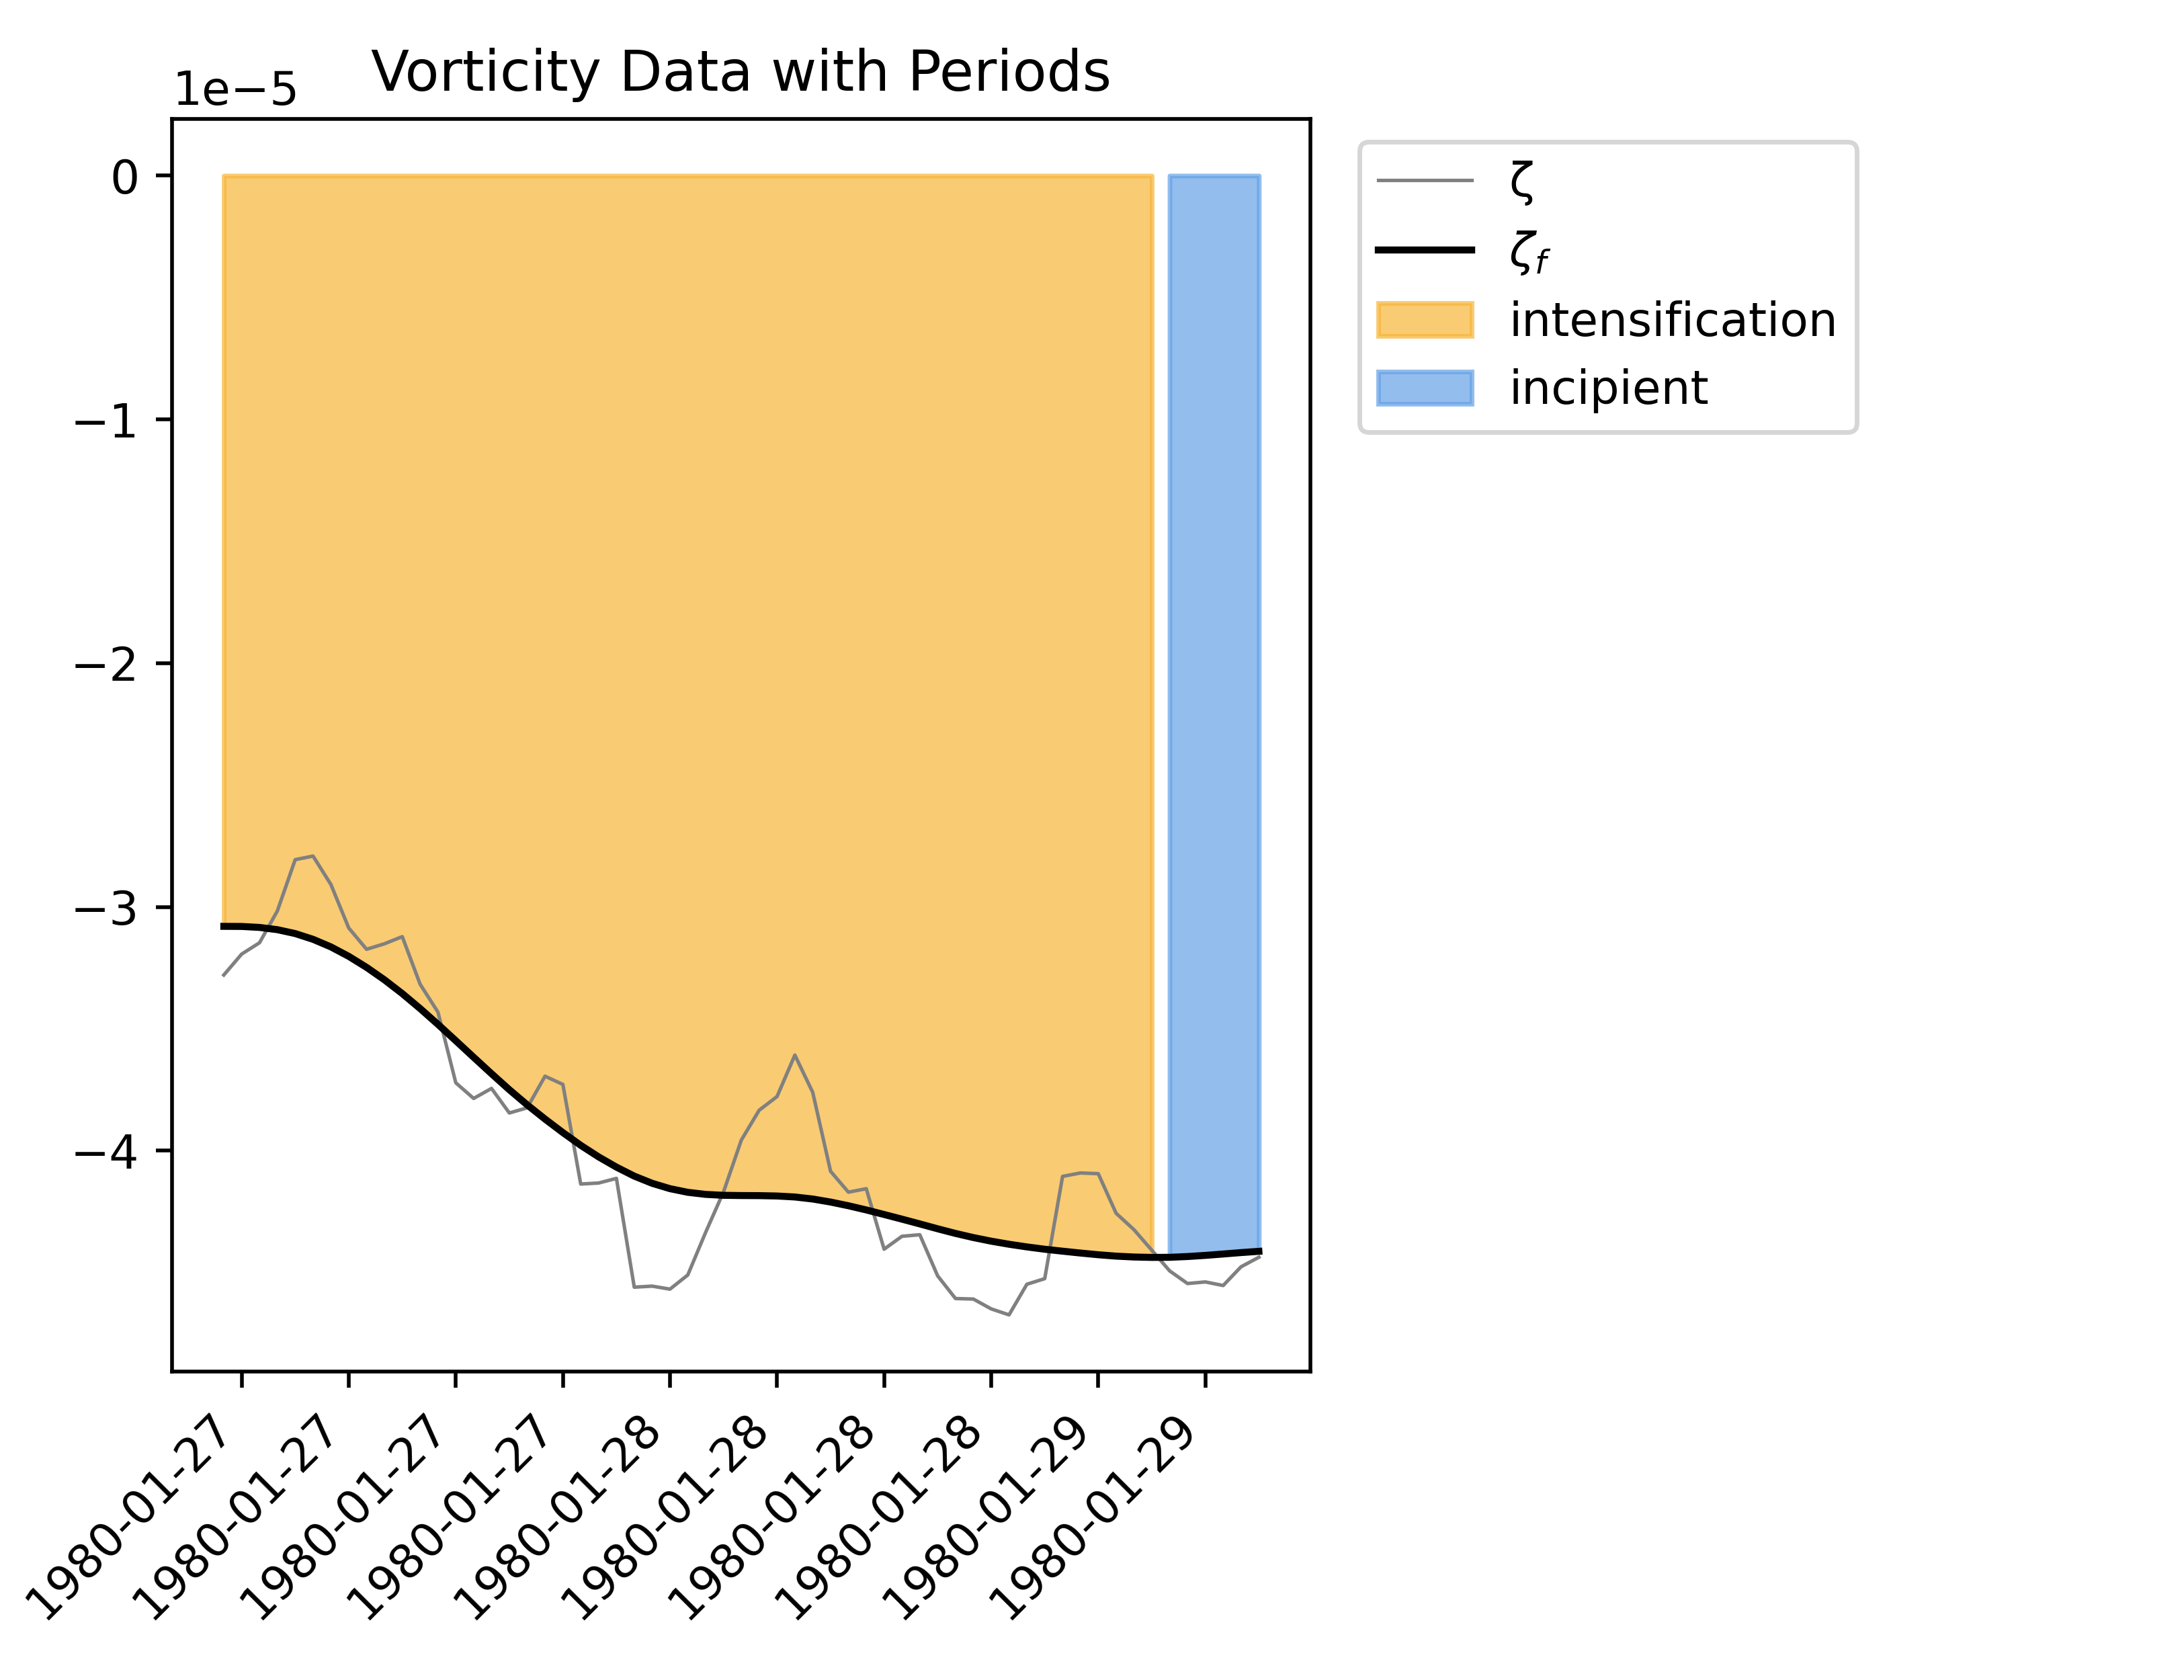 Vorticity Data with Periods
1e−5
0
−1
−2
−3
−4
1980-01-27
1980-01-27
1980-01-27
1980-01-27
1980-01-28
1980-01-28
1980-01-28
1980-01-28
1980-01-29
1980-01-29
ζ
ζf
intensification
incipient